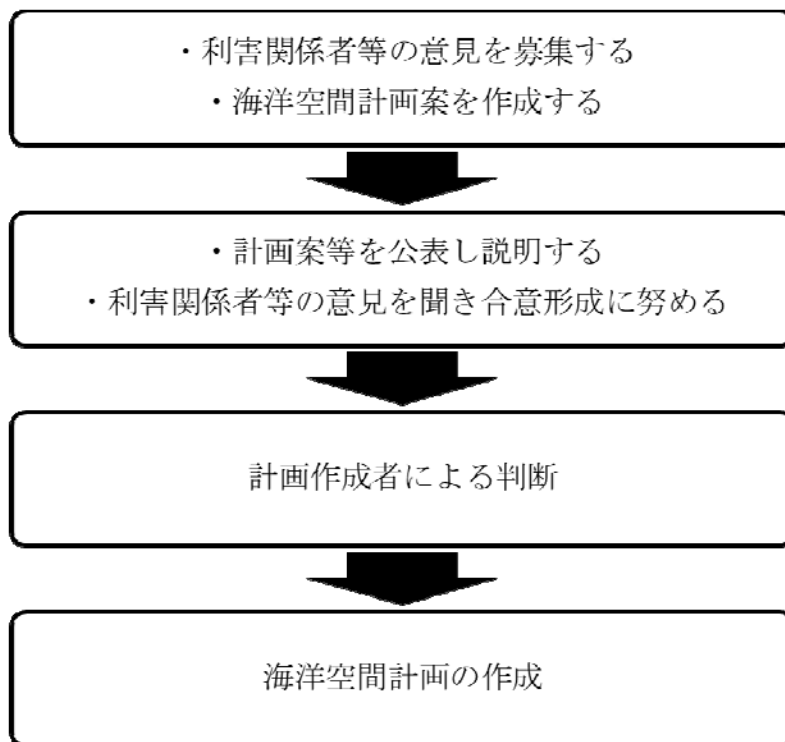 ・利害関係者等の意見を募集する
・海洋空間計画案を作成する
・計画案等を公表し説明する
・利害関係者等の意見を聞き合意形成に努める
計画作成者による判断
海洋空間計画の作成